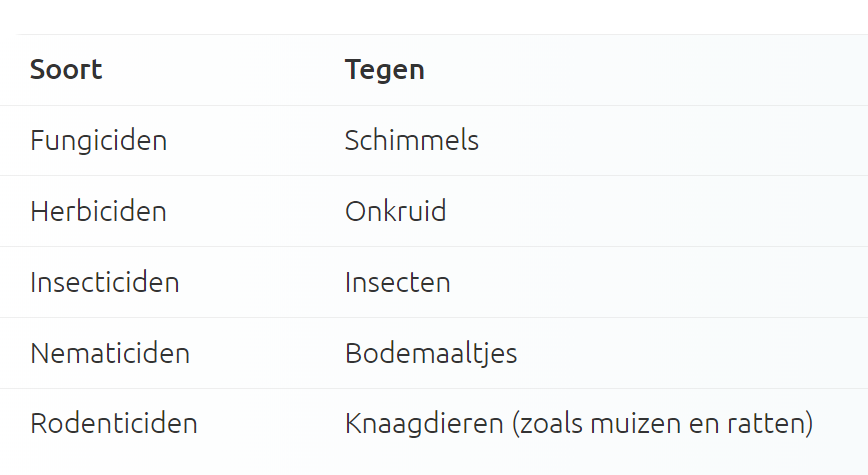 Soort Tegen
Fungiciden Schimmels
Herbiciden Onkruid
Insecticiden Insecten
Nematiciden Bodemaaltjes
Rodenticiden Knaagdieren (zoals muizen en ratten)